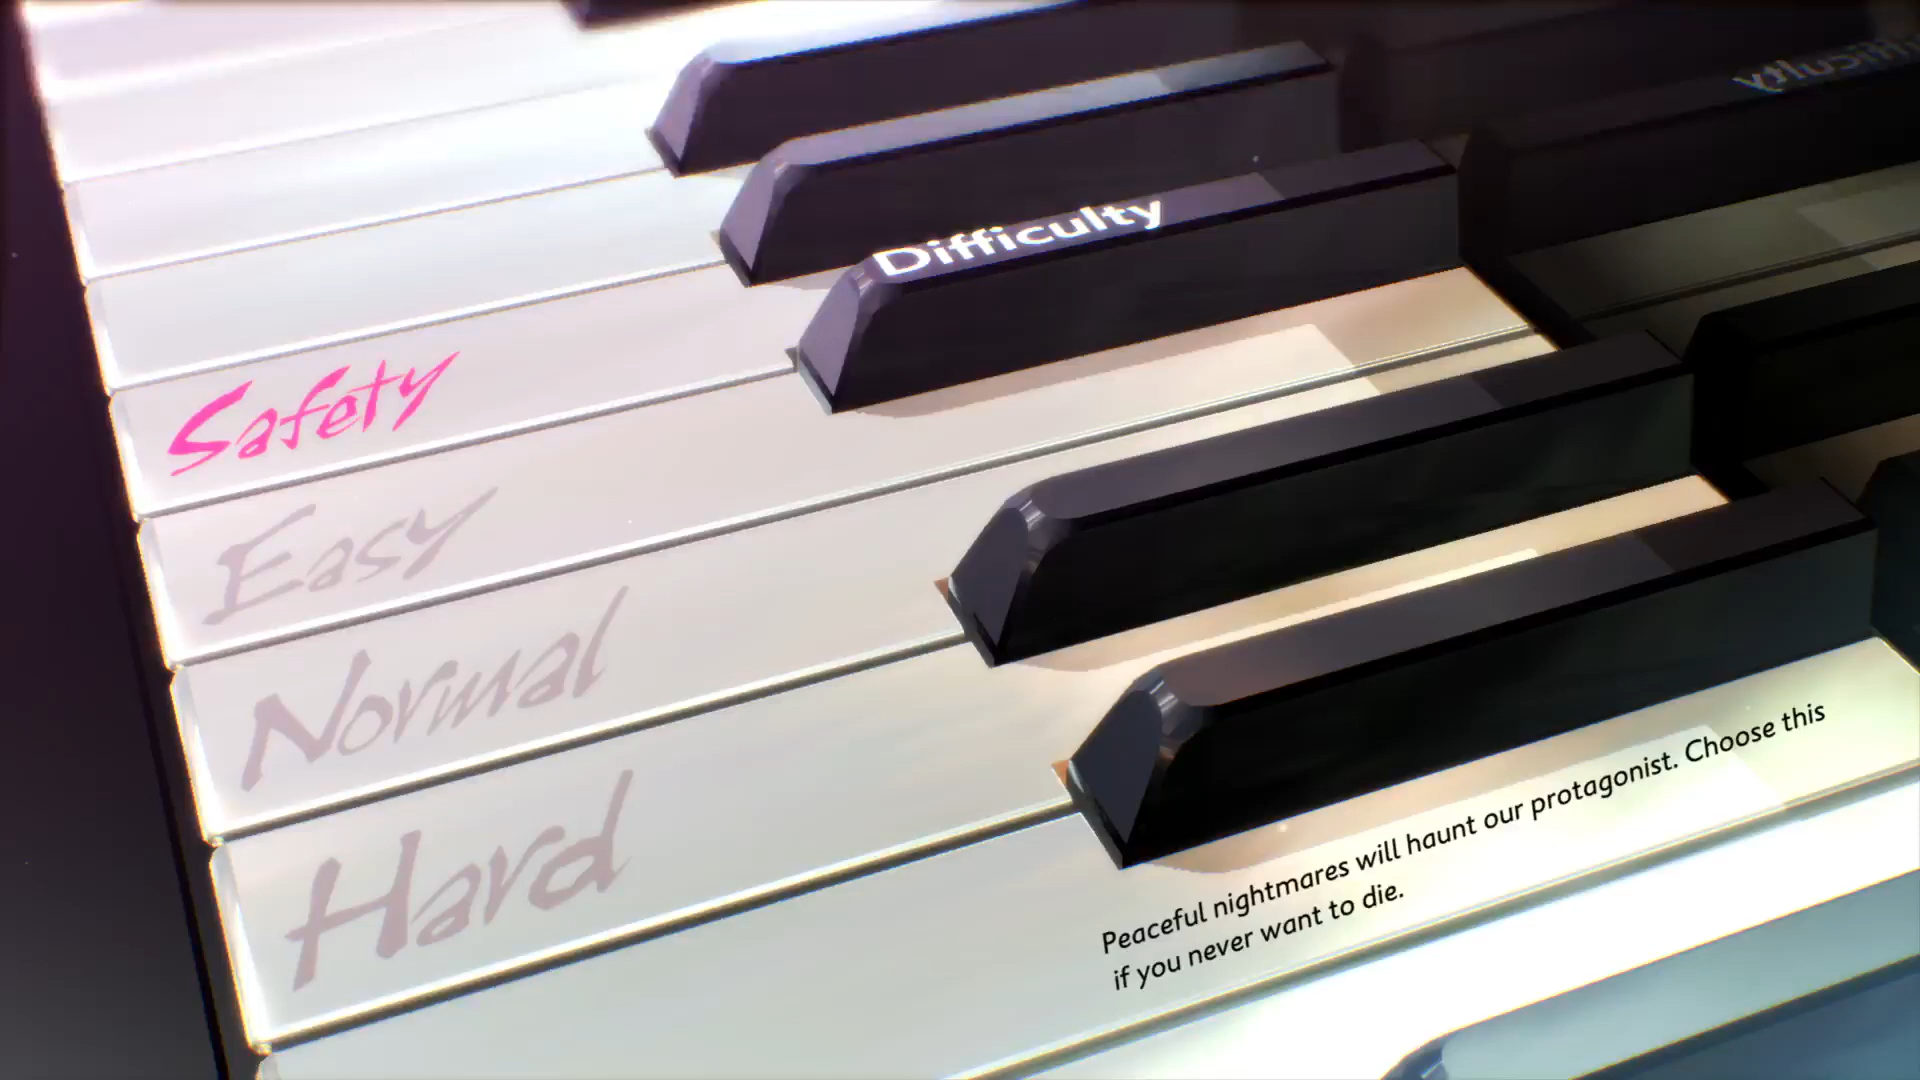 Difficulty
Safety
Easy
Normal
Hard
Peaceful nightmares will haunt our protagonist. Choose this
if you never want to die.